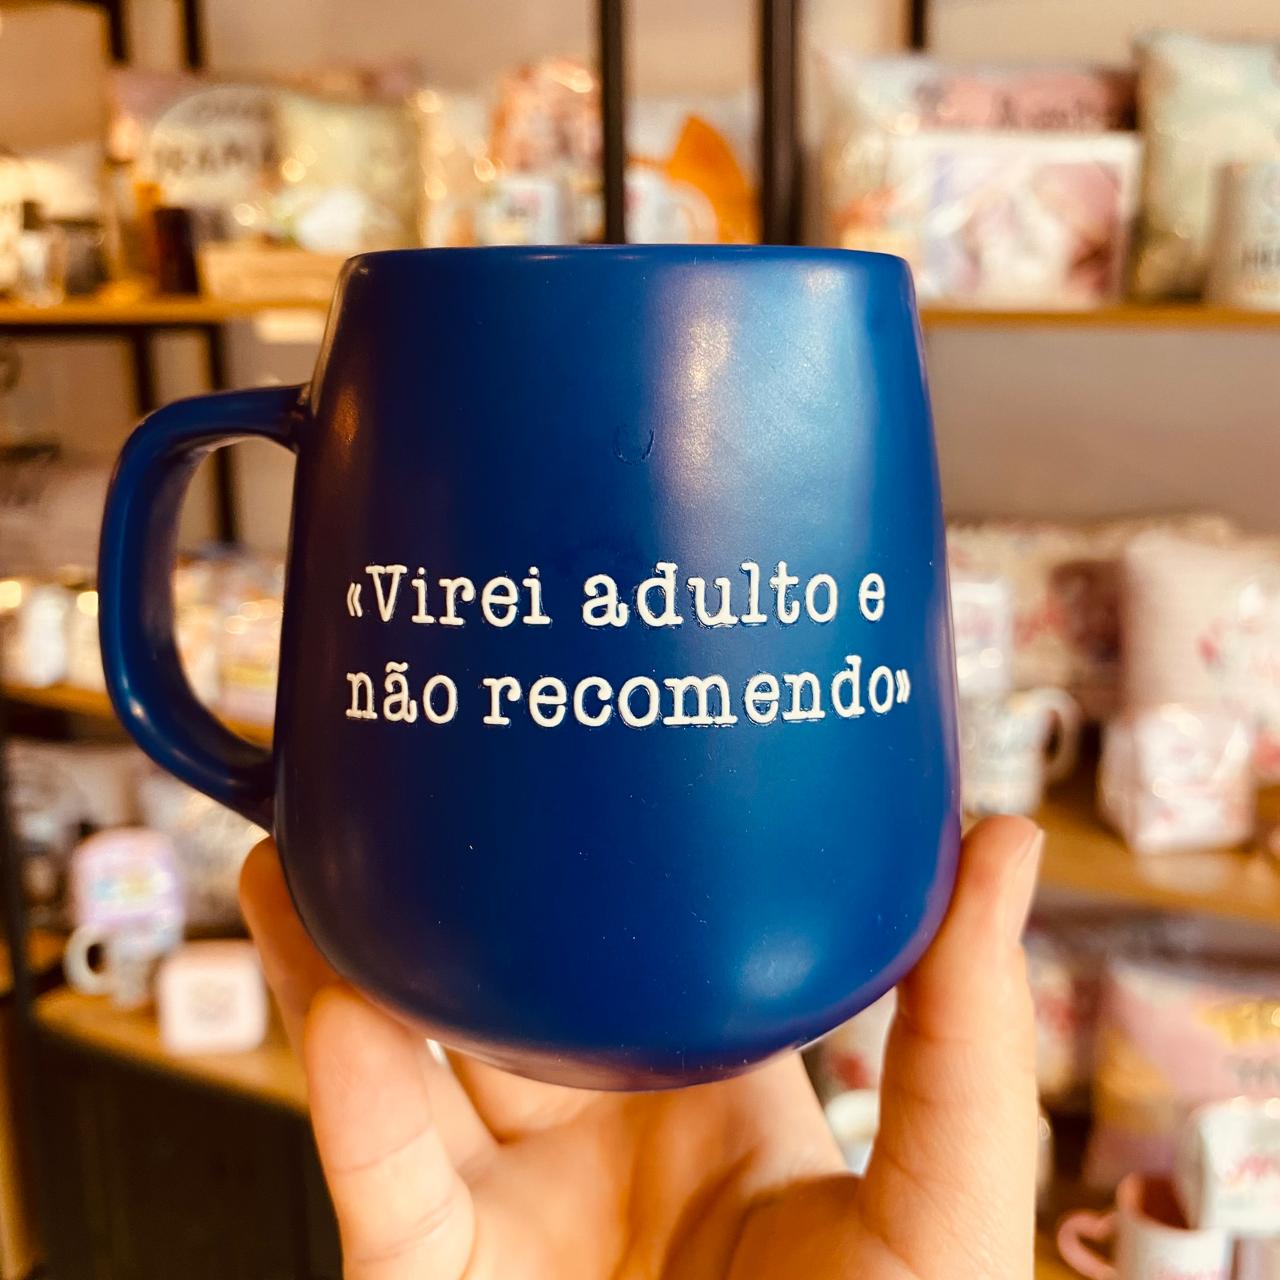 «Virei adulto e
não recomendo»